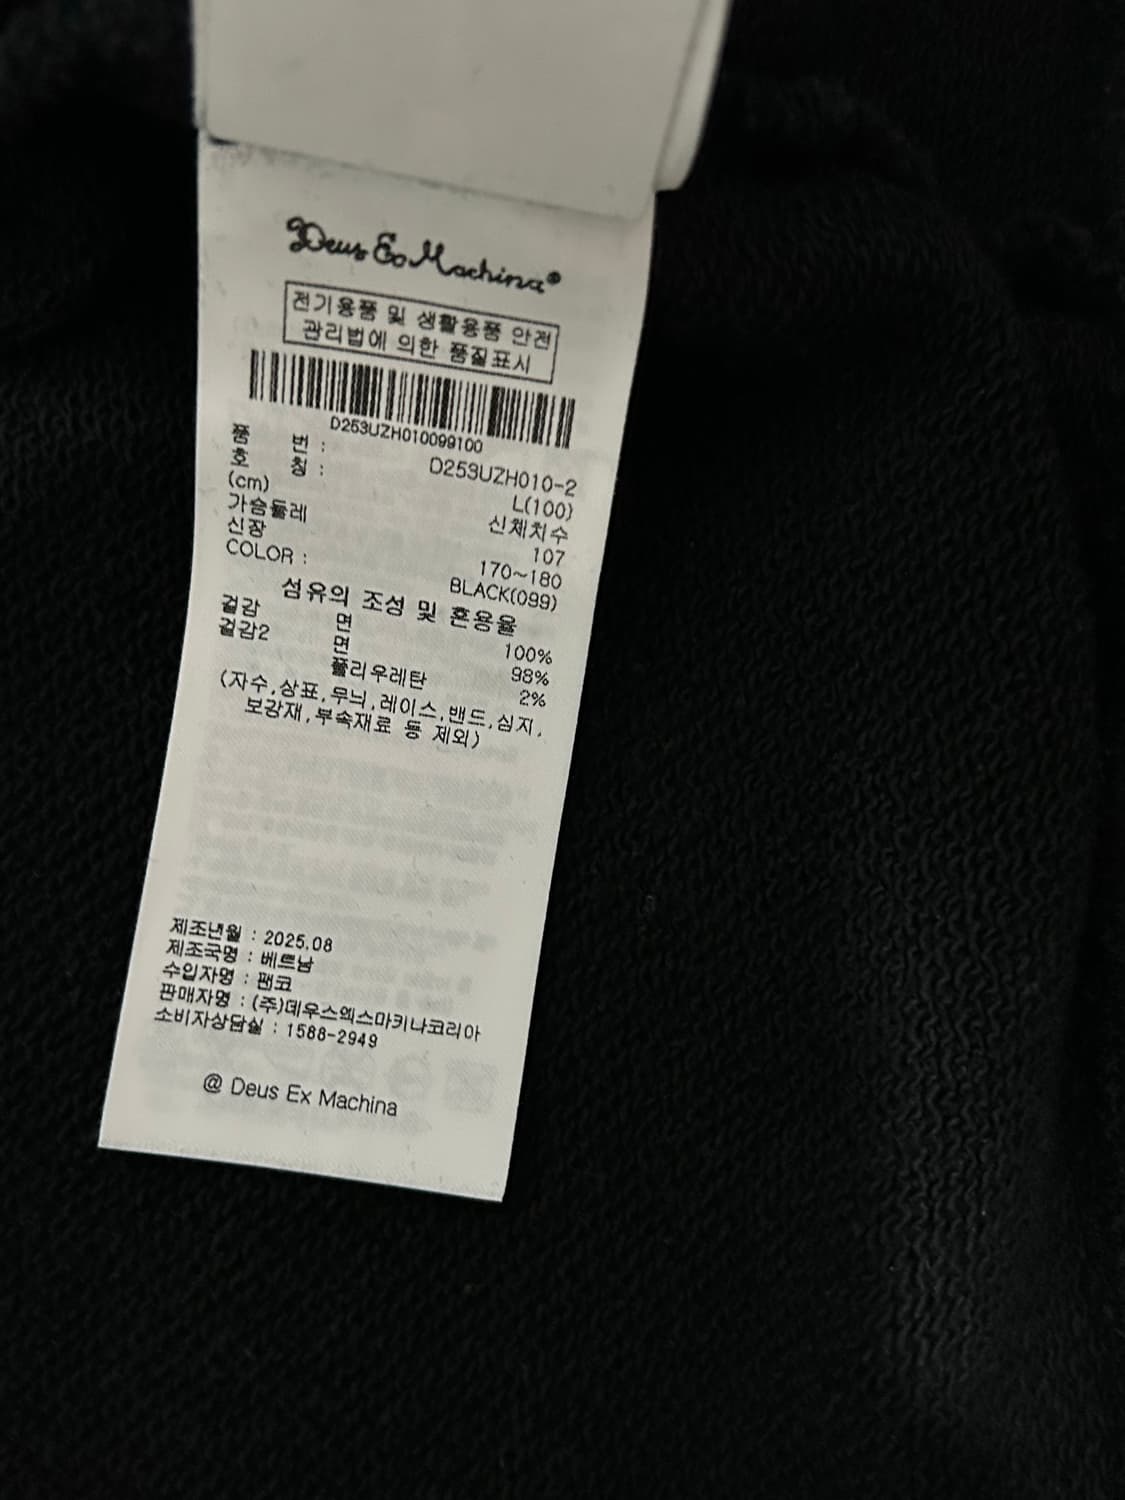 Deus Ex Machina®
전기용품 및 생활용품 안전
관리법에 의한 품질표시
D253UZH010099100
품 번 : D253UZH010-2
호 칭 : L(100)
(cm) 신체치수
가슴둘레 107
신장 170~180
COLOR : BLACK(099)
섬유의 조성 및 혼용율
겉감 면 100%
겉감2 면 98%
폴리우레탄 2%
(자수,상표,무늬,레이스,밴드,심지,
보강재,부속재료 등 제외)
제조년월 : 2025.08
제조국명 : 베트남
수입자명 : 팬코
판매자명 : (주)데우스엑스마키나코리아
소비자상담실 : 1588-2949
@ Deus Ex Machina